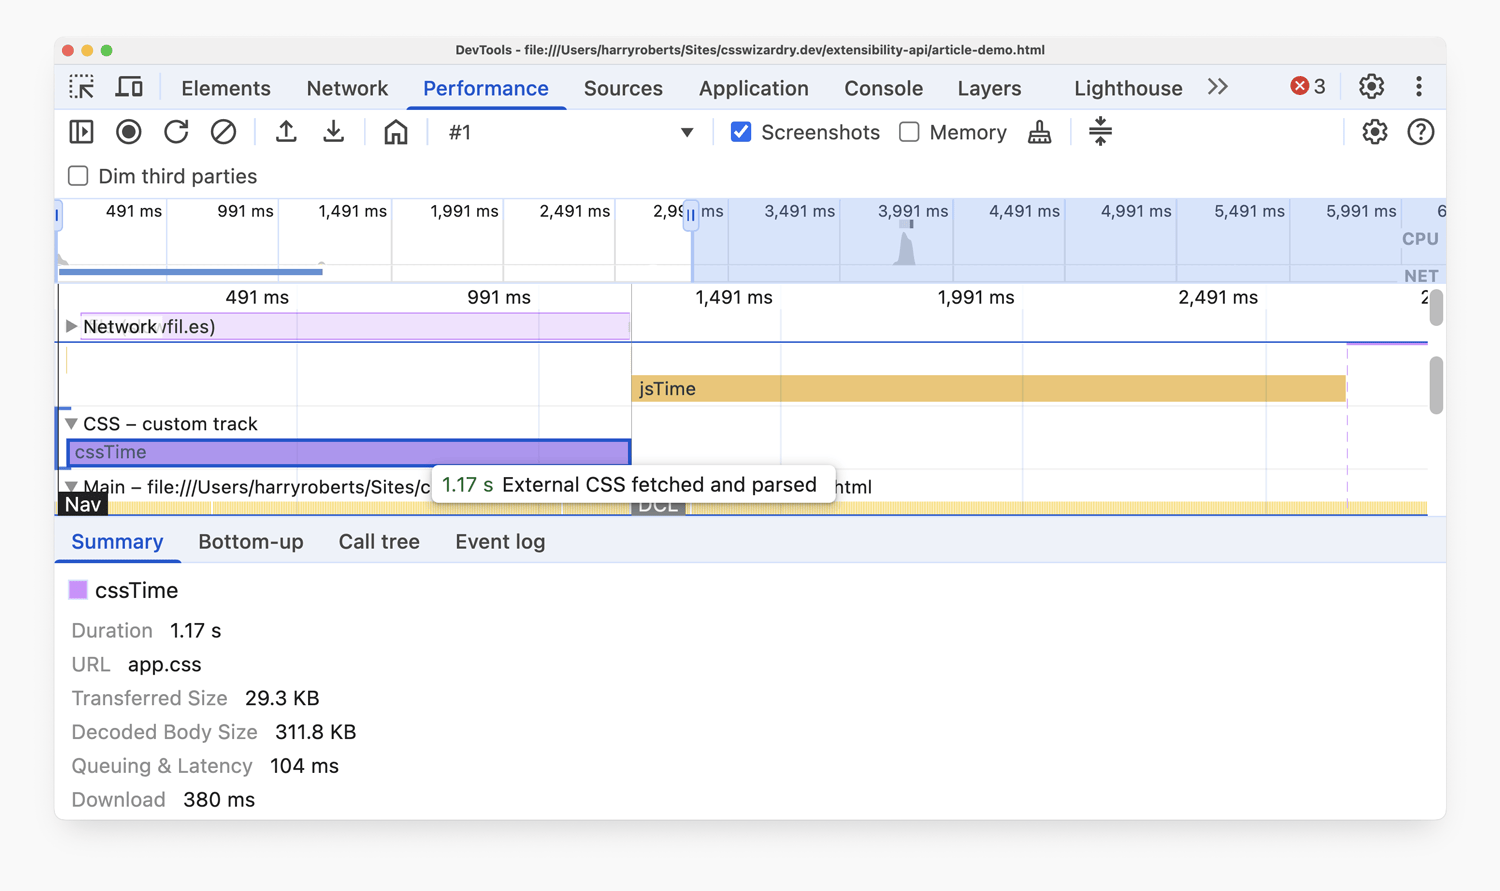 DevTools - file:///Users/harryroberts/Sites/csswizardry.dev/extensibility-api/article-demo.html
Elements Network Performance Sources Application Console Layers Lighthouse 3
#1 Screenshots Memory
Dim third parties
491 ms 991 ms 1,491 ms 1,991 ms 2,491 ms 2,99 ms 3,491 ms 3,991 ms 4,491 ms 4,991 ms 5,491 ms 5,991 ms 6
CPU
NET
491 ms 991 ms 1,491 ms 1,991 ms 2,491 ms 2
Network /fil.es)
jsTime
CSS – custom track
cssTime
1.17 s External CSS fetched and parsed
Main – file:///Users/harryroberts/Sites/c html
Nav DCL
Summary Bottom-up Call tree Event log
cssTime
Duration 1.17 s
URL app.css
Transferred Size 29.3 KB
Decoded Body Size 311.8 KB
Queuing & Latency 104 ms
Download 380 ms